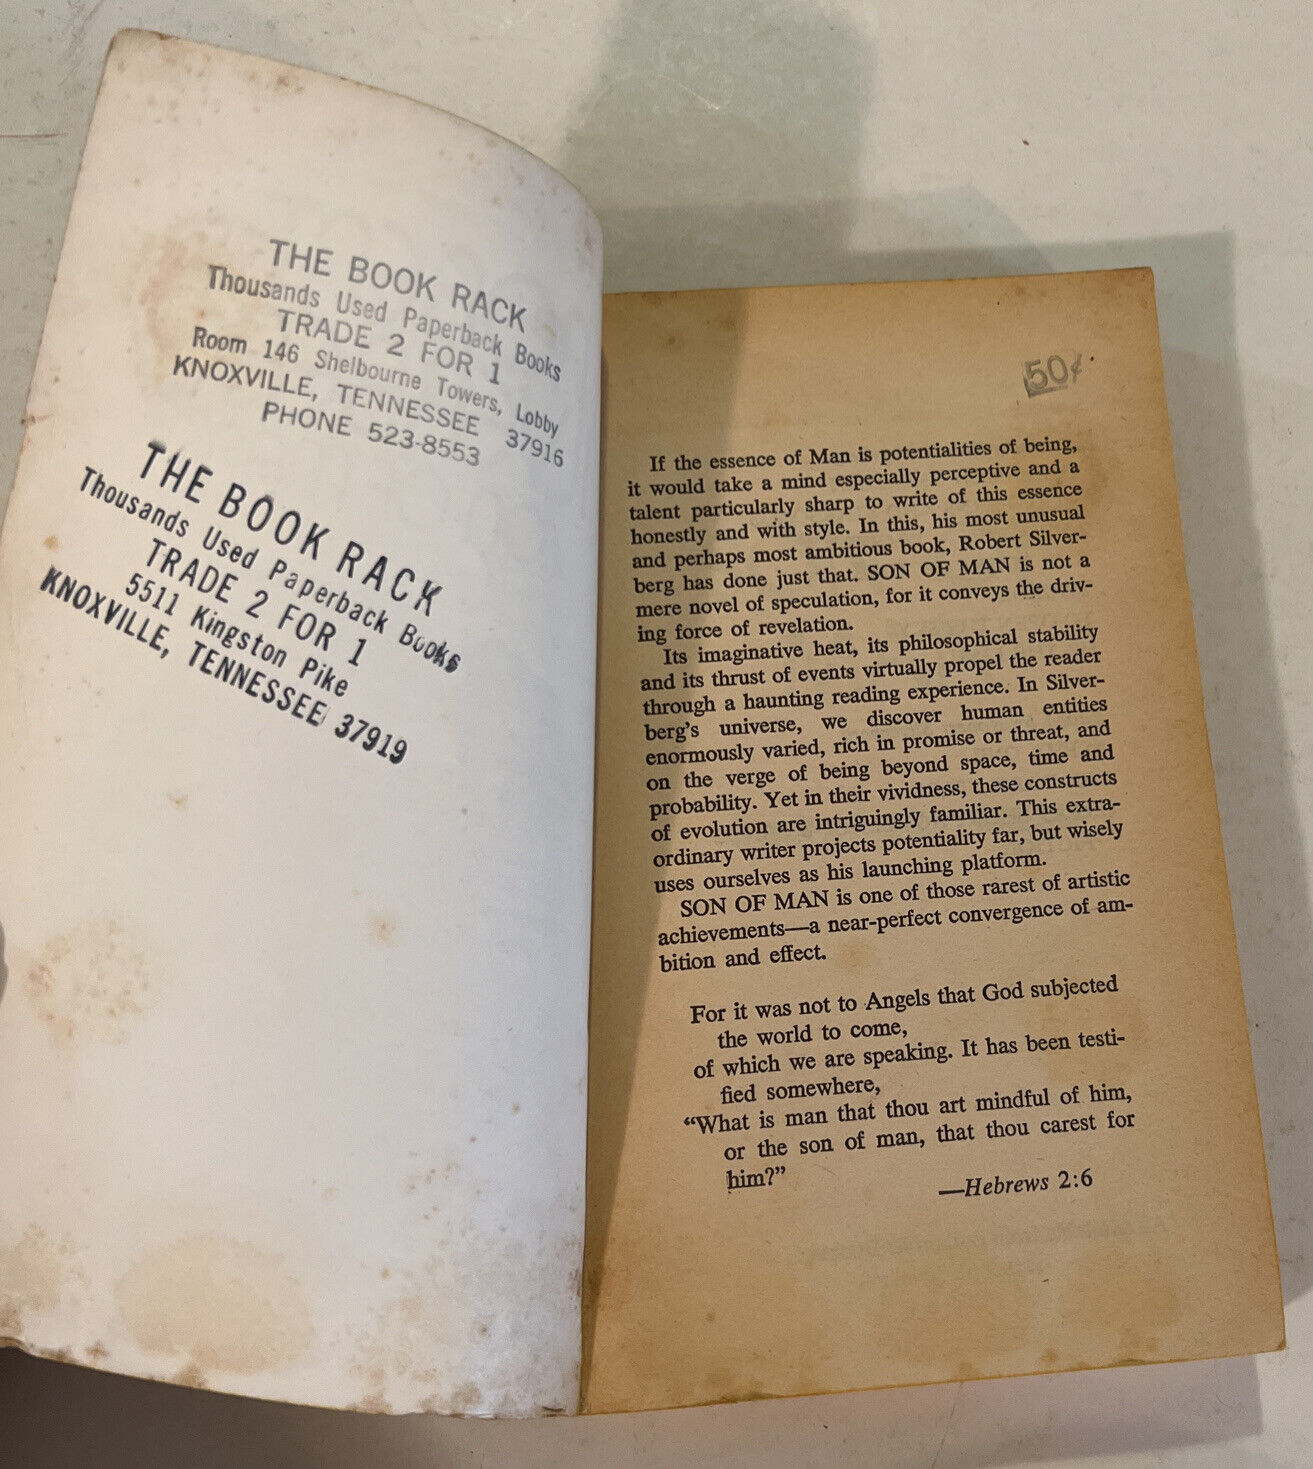 THE BOOK RACK
Thousands Used Paperback Books
TRADE 2 FOR 1
Room 146 Shelbourne Towers, Lobby
KNOXVILLE, TENNESSEE 37916
PHONE 523-8553
THE BOOK RACK
Thousands Used Paperback Books
TRADE 2 FOR 1
5511 Kingston Pike
KNOXVILLE, TENNESSEE 37919
50¢
If the essence of Man is potentialities of being,
it would take a mind especially perceptive and a
talent particularly sharp to write of this essence
honestly and with style. In this, his most unusual
and perhaps most ambitious book, Robert Silver-
berg has done just that. SON OF MAN is not a
mere novel of speculation, for it conveys the driv-
ing force of revelation.
Its imaginative heat, its philosophical stability
and its thrust of events virtually propel the reader
through a haunting reading experience. In Silver-
berg's universe, we discover human entities
enormously varied, rich in promise or threat, and
on the verge of being beyond space, time and
probability. Yet in their vividness, these constructs
of evolution are intriguingly familiar. This extra-
ordinary writer projects potentiality far, but wisely
uses ourselves as his launching platform.
SON OF MAN is one of those rarest of artistic
achievements—a near-perfect convergence of am-
bition and effect.
For it was not to Angels that God subjected
the world to come,
of which we are speaking. It has been testi-
fied somewhere,
“What is man that thou art mindful of him,
or the son of man, that thou carest for
him?”
—Hebrews 2:6